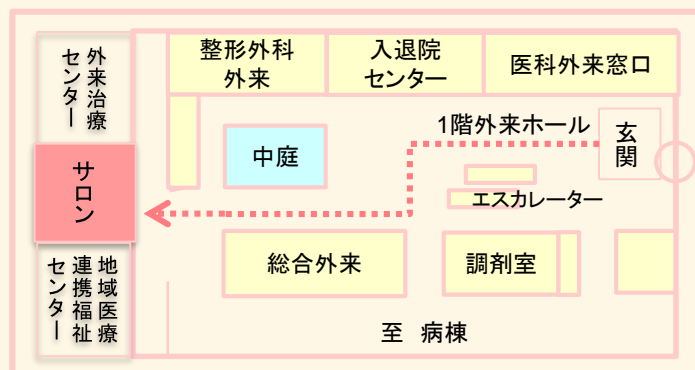 外来治療
センター
整形外科
外来
入退院
センター
医科外来窓口
1階外来ホール
玄関
中庭
サロン
エスカレーター
総合外来
調剤室
地域医療
連携福祉
センター
至 病棟